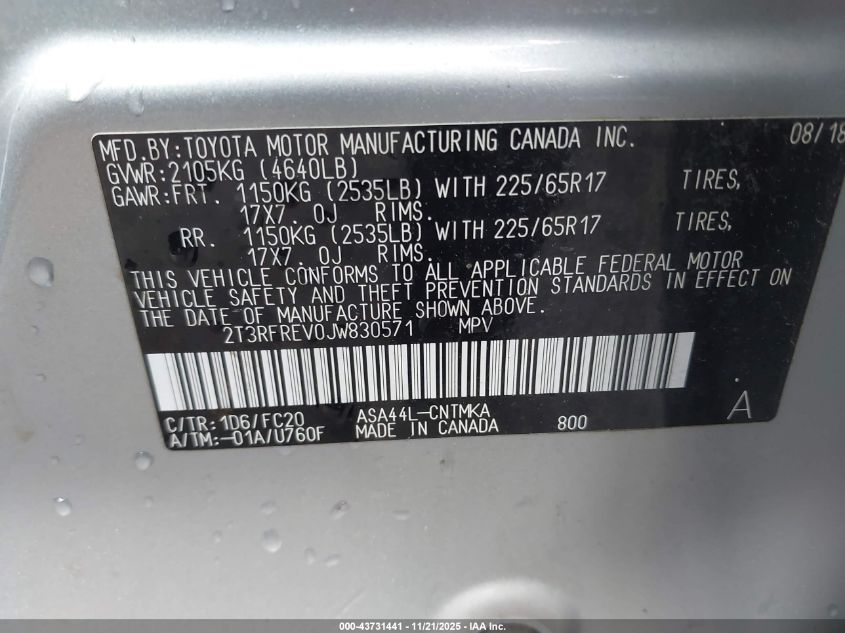 MFD.BY:TOYOTA MOTOR MANUFACTURING CANADA INC. 08/18
GVWR:2105KG (4640LB)
GAWR:FRT. 1150KG (2535LB) WITH 225/65R17 TIRES,
17X7. 0J RIMS.
RR. 1150KG (2535LB) WITH 225/65R17 TIRES,
17X7. 0J RIMS.
THIS VEHICLE CONFORMS TO ALL APPLICABLE FEDERAL MOTOR
VEHICLE SAFETY AND THEFT PREVENTION STANDARDS IN EFFECT ON
THE DATE OF MANUFACTURE SHOWN ABOVE.
2T3RFREV0JW830571 MPV
C/TR:1D6/FC20 ASA44L-CNTMKA A
A/TM:-01A/U760F MADE IN CANADA 800
000-43731441 - 11/21/2025 - IAA Inc.